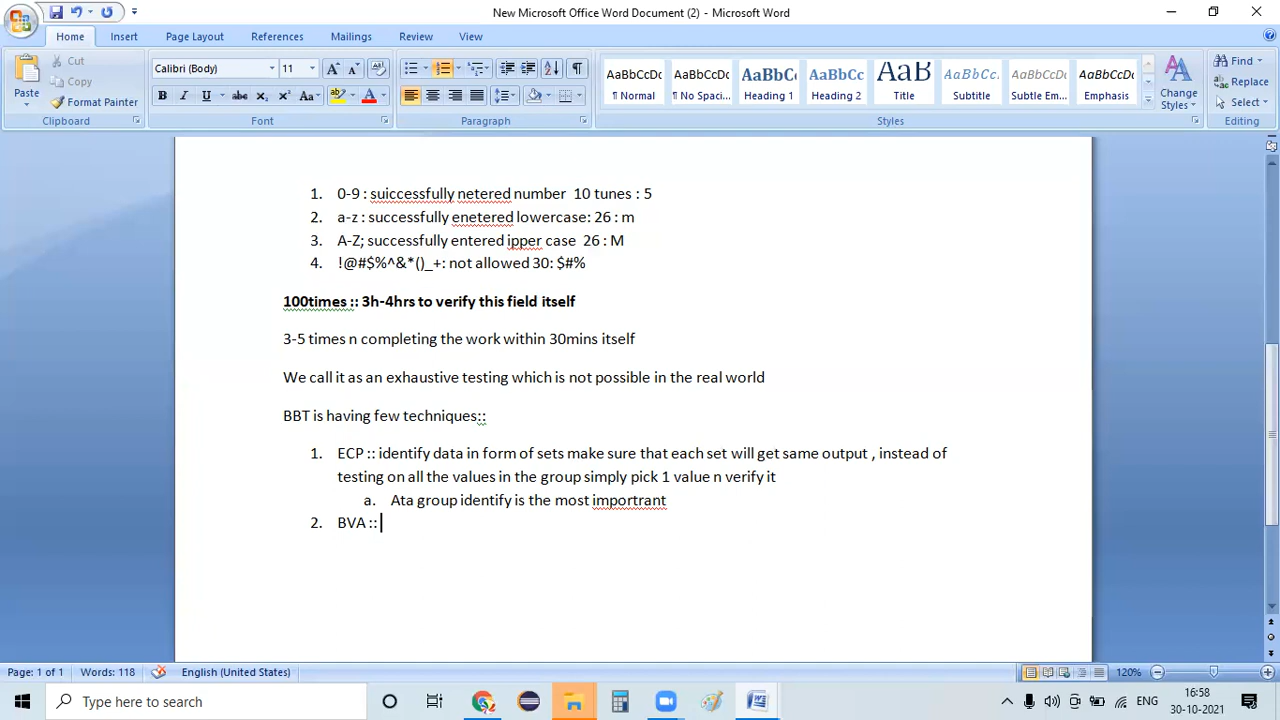 New Microsoft Office Word Document (2) - Microsoft Word
Home Insert Page Layout References Mailings Review View
Paste Cut Copy Format Painter
Calibri (Body) 11
AaBbCcDc AaBbCcDc AaBbCc AaBbCc AaB AaBbCc. AaBbCcDc AaBbCcDc
¶ Normal ¶ No Spaci... Heading 1 Heading 2 Title Subtitle Subtle Em... Emphasis
Change Styles
Find
Replace
Select
Clipboard Font Paragraph Styles Editing
1. 0-9 : suiccessfully netered number 10 tunes : 5
2. a-z : successfully enetered lowercase: 26 : m
3. A-Z; successfully entered ipper case 26 : M
4. !@#$%^&*()_+: not allowed 30: $#%
100times :: 3h-4hrs to verify this field itself
3-5 times n completing the work within 30mins itself
We call it as an exhaustive testing which is not possible in the real world
BBT is having few techniques::
1. ECP :: identify data in form of sets make sure that each set will get same output , instead of
testing on all the values in the group simply pick 1 value n verify it
a. Ata group identify is the most imporrant
2. BVA ::
Page: 1 of 1 Words: 118 English (United States) 120%
Type here to search
ENG 16:58
30-10-2021